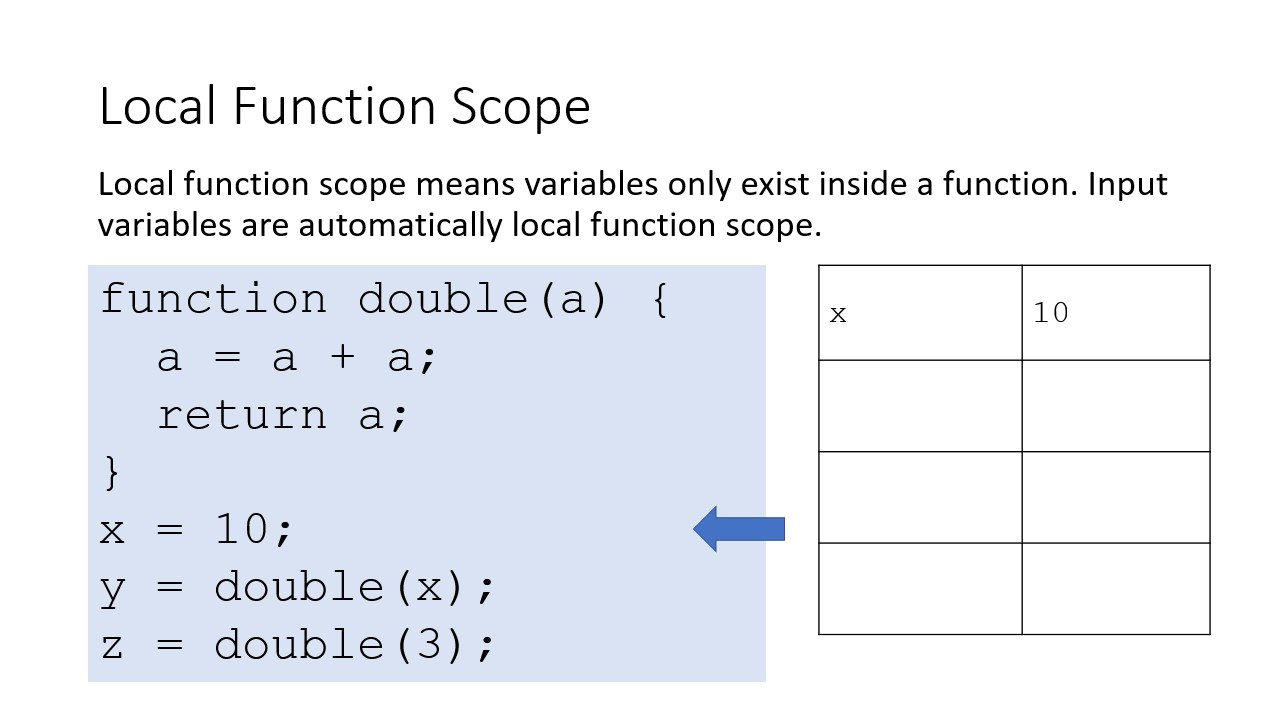 Local Function Scope
Local function scope means variables only exist inside a function. Input
variables are automatically local function scope.
function double(a) {
  a = a + a;
  return a;
}
x = 10;
y = double(x);
z = double(3);
x 10